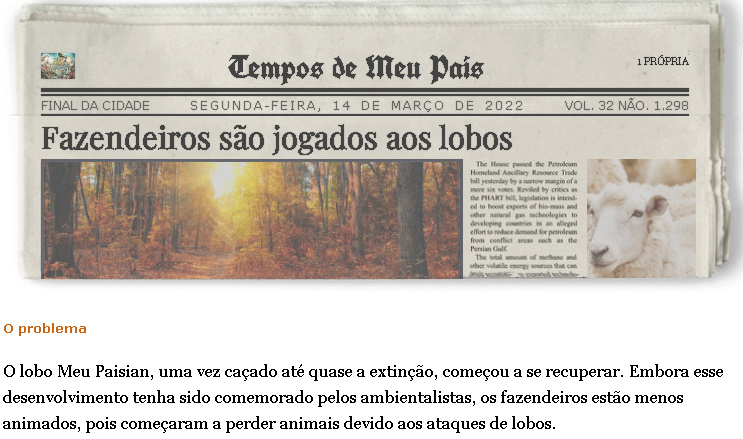 Tempos de Meu País
1 PRÓPRIA
FINAL DA CIDADE SEGUNDA-FEIRA, 14 DE MARÇO DE 2022 VOL. 32 NÃO. 1.298
Fazendeiros são jogados aos lobos
The House passed the Petroleum
Homeland Ancillary Resource Trade
bill yesterday by a narrow margin of a
mere six votes. Reviled by critics as
the PHART bill, legislation is intend-
ed to boost exports of bio-mass and
other natural gas technologies to
developing countries in an alleged
effort to reduce demand for petroleum
from conflict areas such as the
Persian Gulf.
The total amount of methane and
other volatile energy sources that can
O problema
O lobo Meu Paisian, uma vez caçado até quase a extinção, começou a se recuperar. Embora esse
desenvolvimento tenha sido comemorado pelos ambientalistas, os fazendeiros estão menos
animados, pois começaram a perder animais devido aos ataques de lobos.